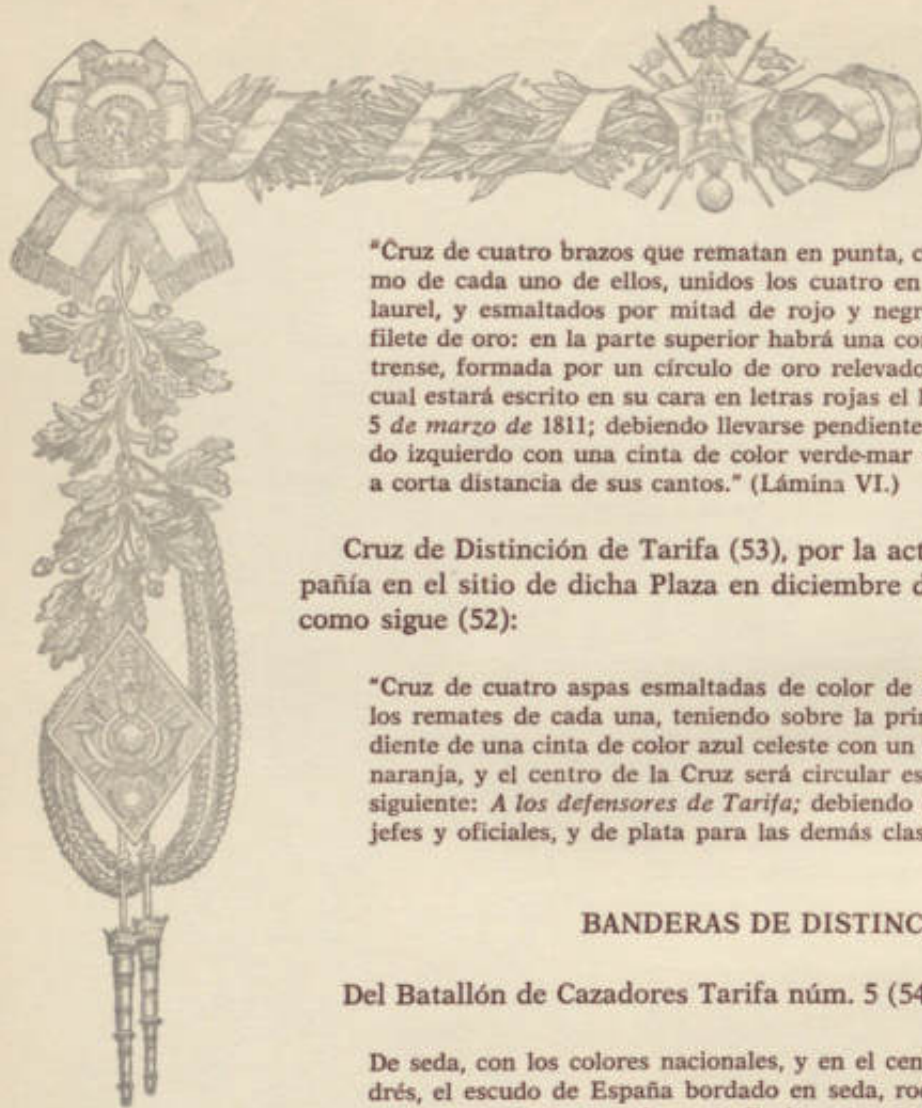 "Cruz de cuatro brazos que rematan en punta, c
mo de cada uno de ellos, unidos los cuatro en
laurel, y esmaltados por mitad de rojo y negr
filete de oro: en la parte superior habrá una co
trense, formada por un círculo de oro relevado
cual estará escrito en su cara en letras rojas el l
5 de marzo de 1811; debiendo llevarse pendiente
do izquierdo con una cinta de color verde-mar
a corta distancia de sus cantos." (Lámina VI.)
Cruz de Distinción de Tarifa (53), por la act
pañía en el sitio de dicha Plaza en diciembre d
como sigue (52):
"Cruz de cuatro aspas esmaltadas de color de
los remates de cada una, teniendo sobre la prin
diente de una cinta de color azul celeste con un
naranja, y el centro de la Cruz será circular es
siguiente: A los defensores de Tarifa; debiendo
jefes y oficiales, y de plata para las demás clas
BANDERAS DE DISTINC
Del Batallón de Cazadores Tarifa núm. 5 (54
De seda, con los colores nacionales, y en el cen
drés, el escudo de España bordado en seda, ro